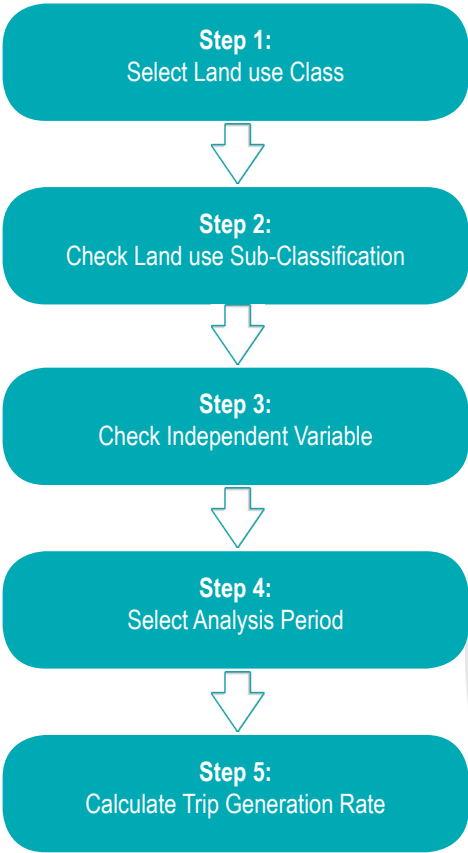 Step 1:
Select Land use Class
Step 2:
Check Land use Sub-Classification
Step 3:
Check Independent Variable
Step 4:
Select Analysis Period
Step 5:
Calculate Trip Generation Rate